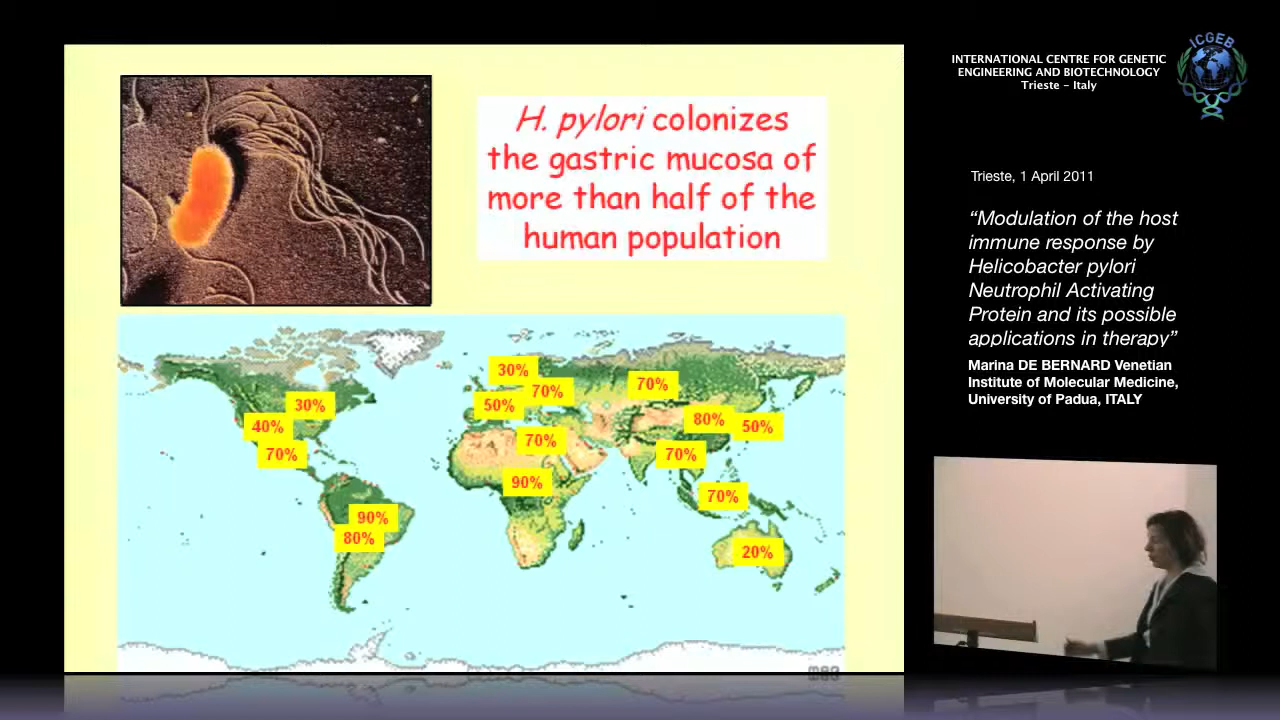 H. pylori colonizes
the gastric mucosa of
more than half of the
human population
30%
40%
70%
90%
80%
30%
50%
70%
70%
90%
70%
80%
50%
70%
70%
20%
INTERNATIONAL CENTRE FOR GENETIC
ENGINEERING AND BIOTECHNOLOGY
Trieste - Italy
ICGEB
Trieste, 1 April 2011
“Modulation of the host
immune response by
Helicobacter pylori
Neutrophil Activating
Protein and its possible
applications in therapy”
Marina DE BERNARD Venetian
Institute of Molecular Medicine,
University of Padua, ITALY